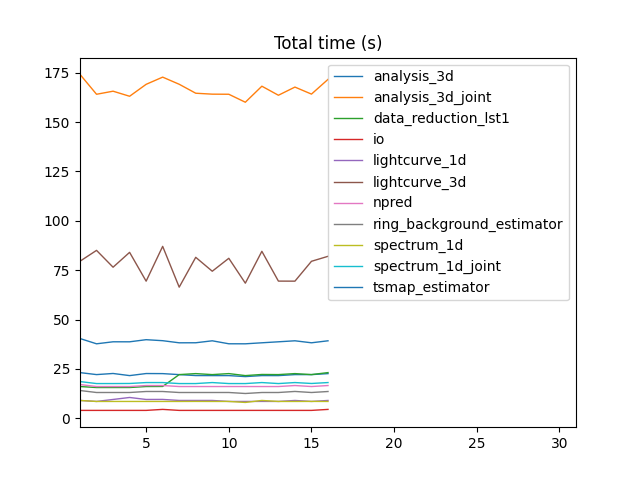 Total time (s)
175
150
125
100
75
50
25
0
analysis_3d
analysis_3d_joint
data_reduction_lst1
io
lightcurve_1d
lightcurve_3d
npred
ring_background_estimator
spectrum_1d
spectrum_1d_joint
tsmap_estimator
5 10 15 20 25 30